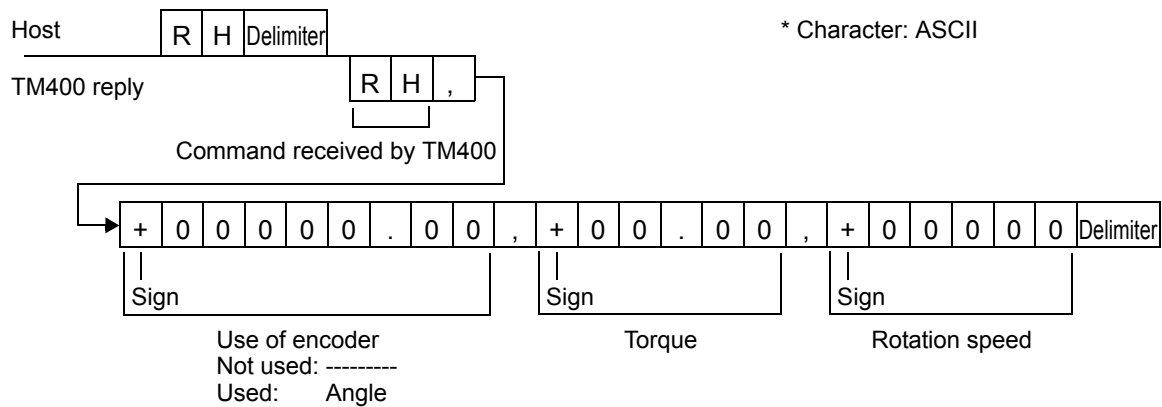 Host R H Delimiter * Character: ASCII
TM400 reply R H ,
Command received by TM400
+ 0 0 0 0 0 . 0 0 , + 0 0 . 0 0 , + 0 0 0 0 0 Delimiter
Sign Sign Sign
Use of encoder Torque Rotation speed
Not used: ---------
Used: Angle